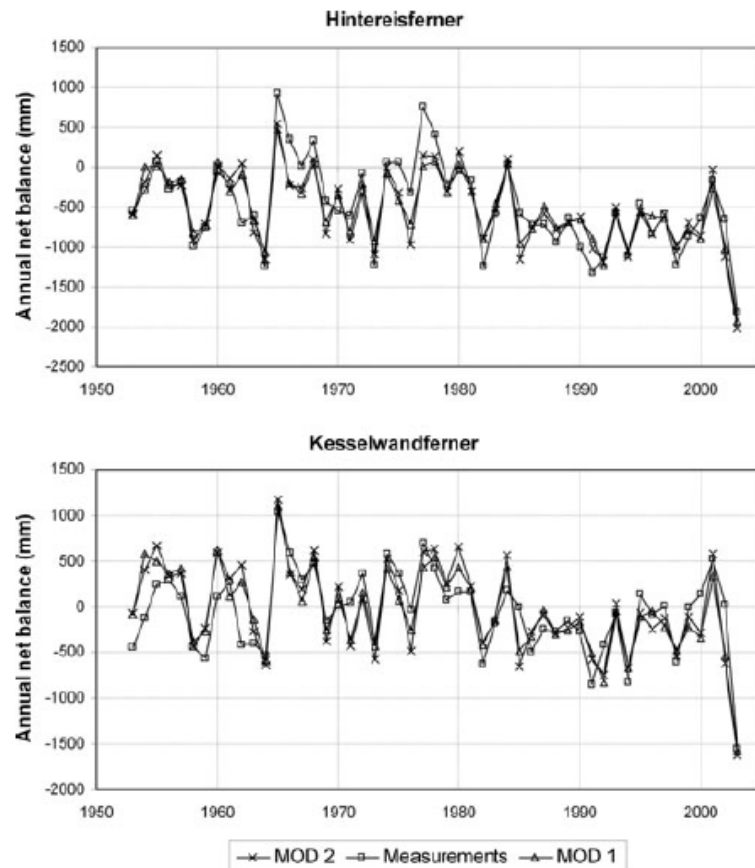 Hintereisferner
Annual net balance (mm)
1500
1000
500
0
-500
-1000
-1500
-2000
-2500
1950 1960 1970 1980 1990 2000
Kesselwandferner
Annual net balance (mm)
1500
1000
500
0
-500
-1000
-1500
-2000
1950 1960 1970 1980 1990 2000
MOD 2 Measurements MOD 1